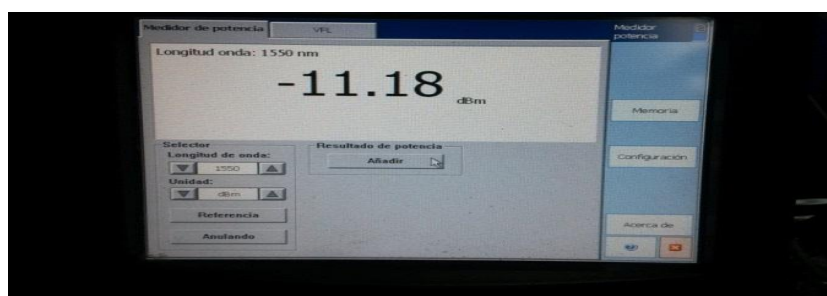 Medidor de potencia
VFL
Medidor
potencia
Longitud onda: 1550 nm
-11.18
dBm
Memoria
Selector
Longitud de onda:
1550
Unidad:
dBm
Referencia
Anulando
Resultado de potencia
Añadir
Configuración
Acerca de